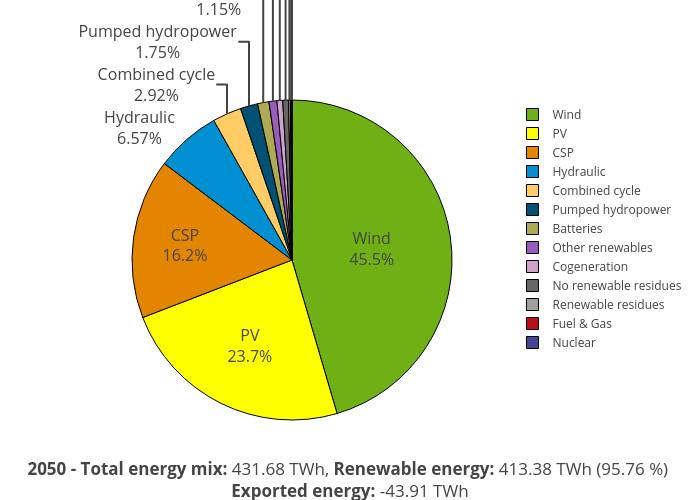 1.15%
Pumped hydropower
1.75%
Combined cycle
2.92%
Hydraulic
6.57%
Wind
45.5%
CSP
16.2%
PV
23.7%
Wind
PV
CSP
Hydraulic
Combined cycle
Pumped hydropower
Batteries
Other renewables
Cogeneration
No renewable residues
Renewable residues
Fuel & Gas
Nuclear
2050 - Total energy mix: 431.68 TWh, Renewable energy: 413.38 TWh (95.76 %)
Exported energy: -43.91 TWh